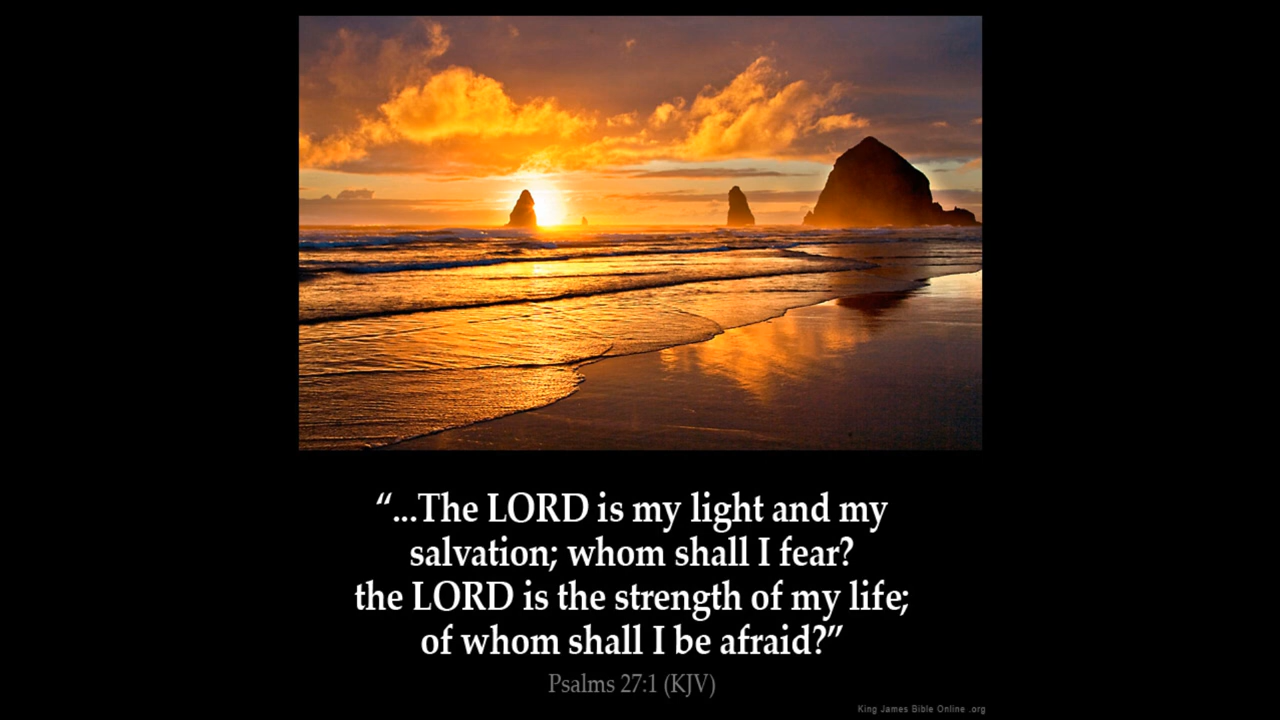 “...The LORD is my light and my
salvation; whom shall I fear?
the LORD is the strength of my life;
of whom shall I be afraid?”
Psalms 27:1 (KJV)
King James Bible Online .org